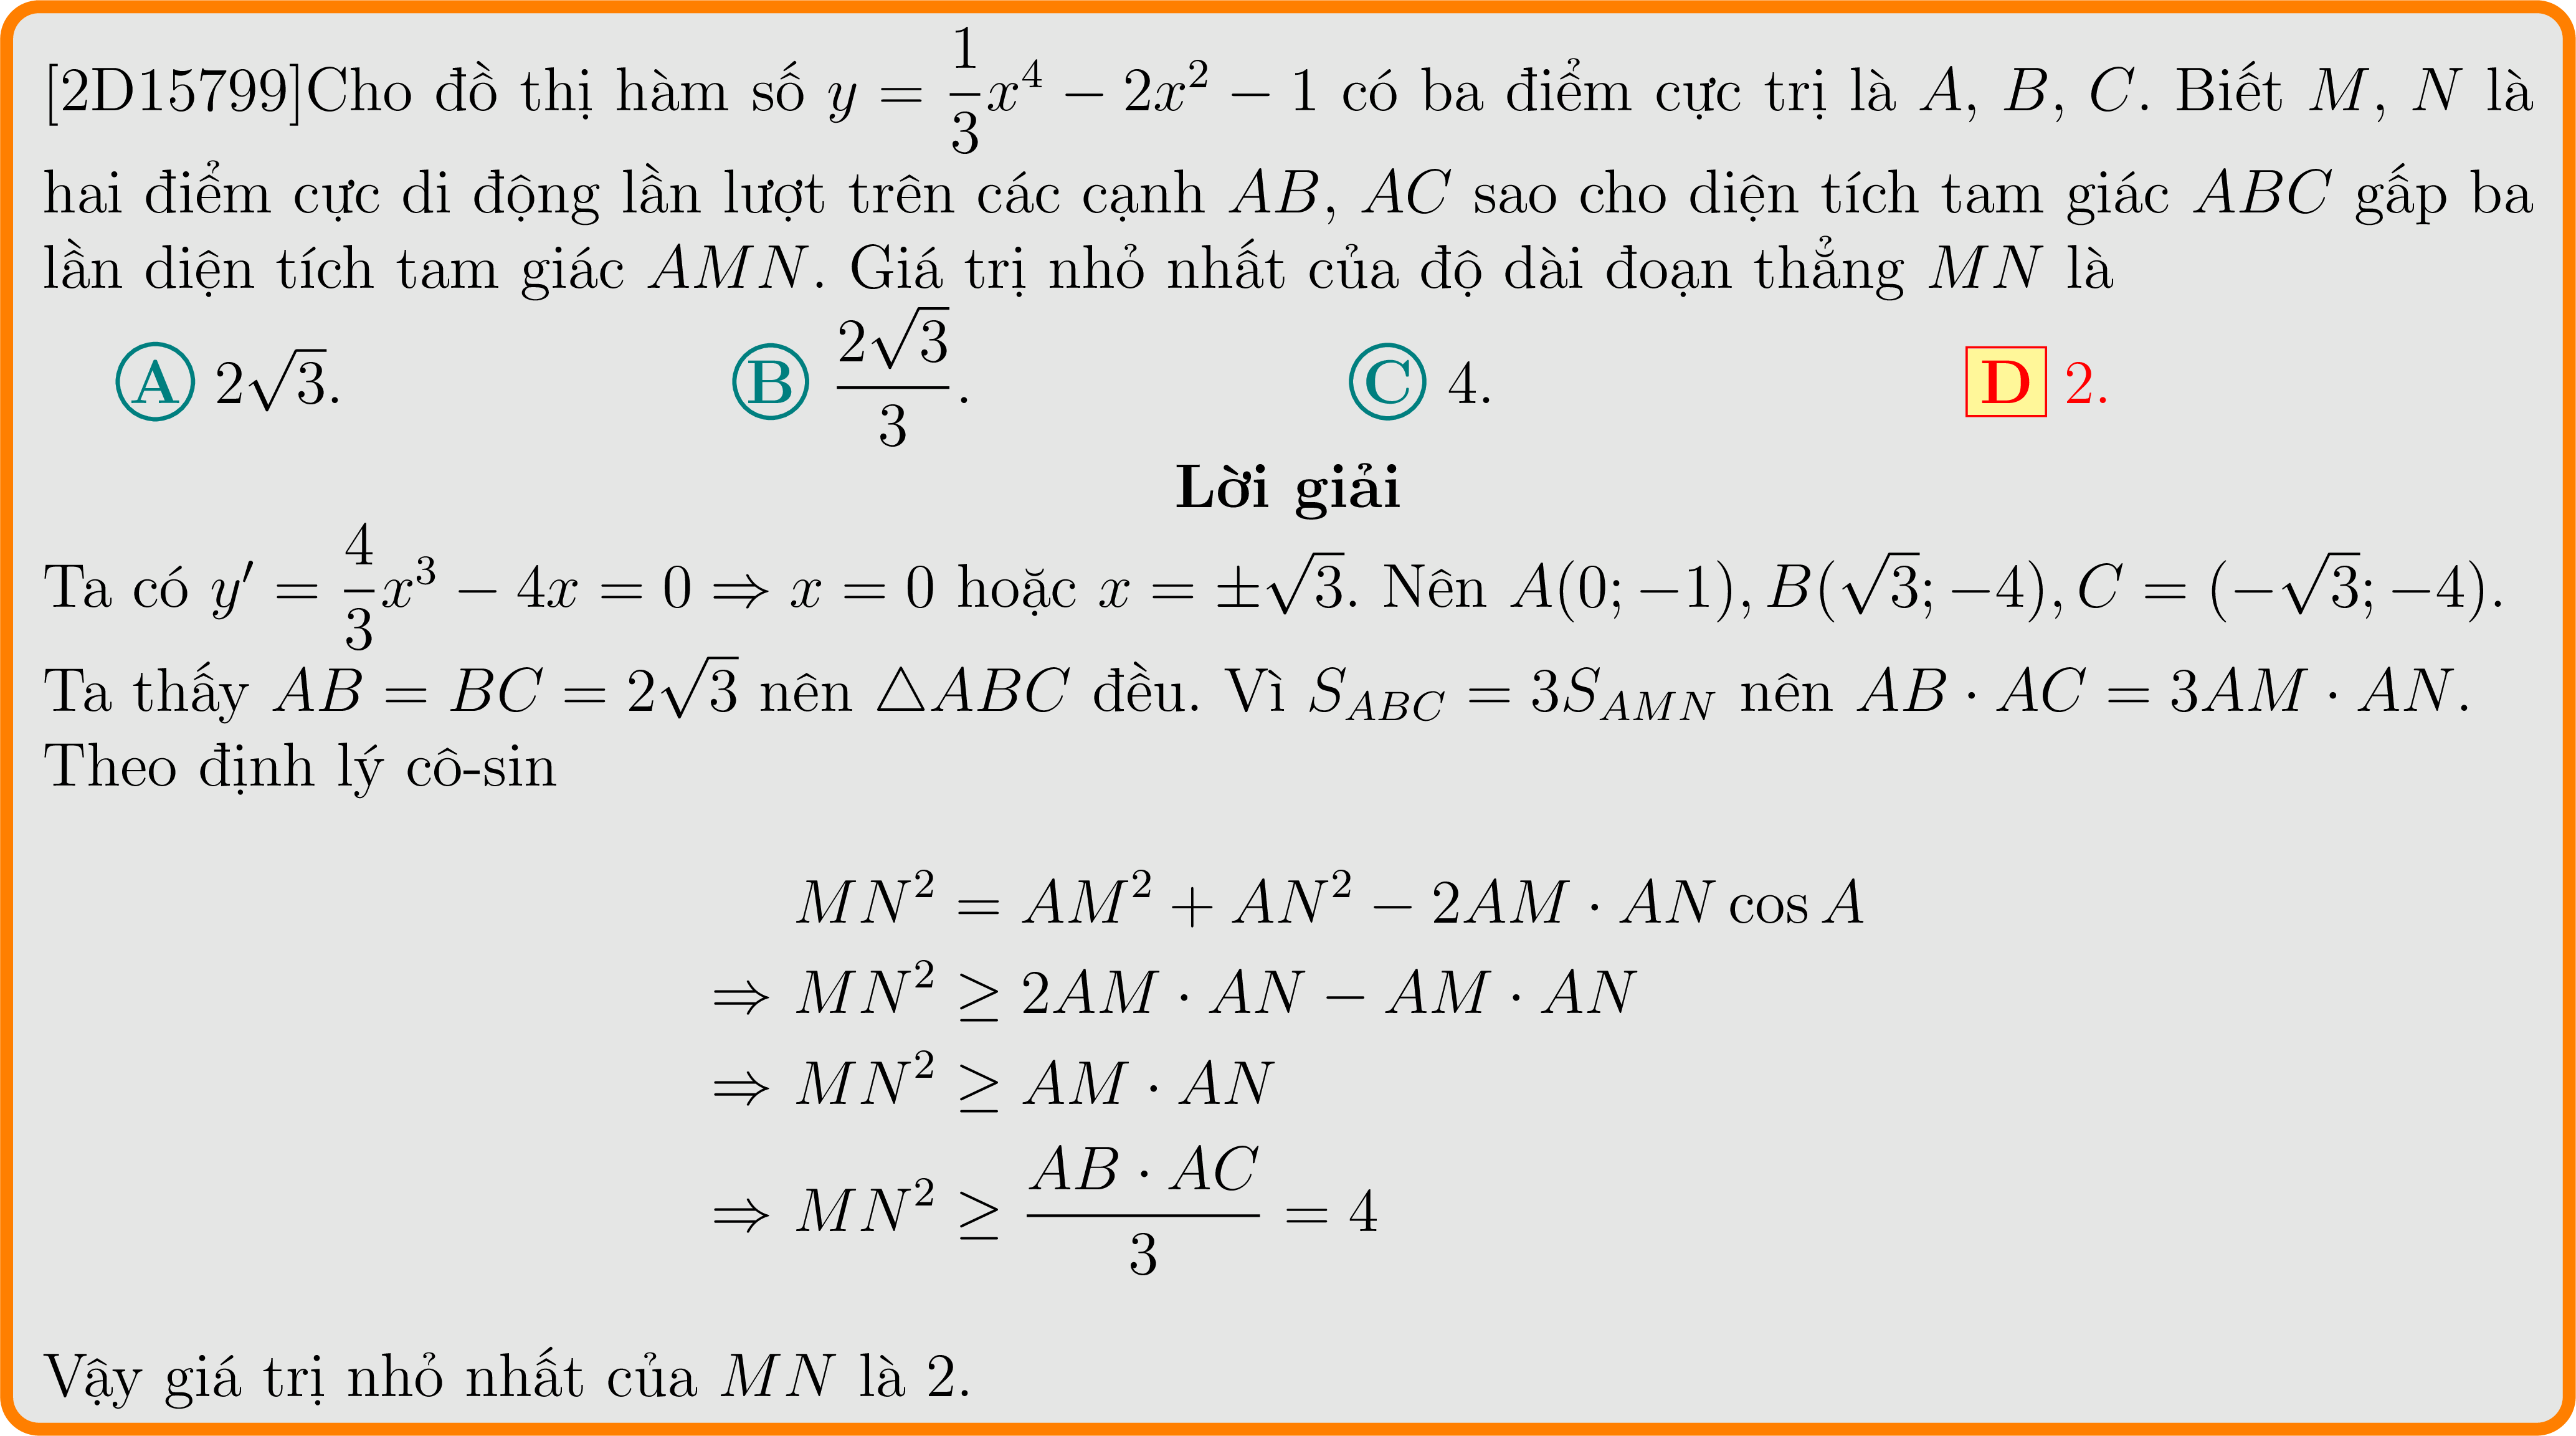 [2D15799]Cho đồ thị hàm số $y = \dfrac{1}{3}x^4 - 2x^2 - 1$ có ba điểm cực trị là $A$, $B$, $C$. Biết $M$, $N$ là
hai điểm cực di động lần lượt trên các cạnh $AB$, $AC$ sao cho diện tích tam giác $ABC$ gấp ba
lần diện tích tam giác $AMN$. Giá trị nhỏ nhất của độ dài đoạn thẳng $MN$ là
A $2\sqrt{3}$. B $\dfrac{2\sqrt{3}}{3}$. C $4$. D $2$.
Lời giải
Ta có $y' = \dfrac{4}{3}x^3 - 4x = 0 \Rightarrow x = 0$ hoặc $x = \pm\sqrt{3}$. Nên $A(0; -1), B(\sqrt{3}; -4), C = (-\sqrt{3}; -4)$.
Ta thấy $AB = BC = 2\sqrt{3}$ nên $\triangle ABC$ đều. Vì $S_{ABC} = 3S_{AMN}$ nên $AB \cdot AC = 3AM \cdot AN$.
Theo định lý cô-sin
$MN^2 = AM^2 + AN^2 - 2AM \cdot AN \cos A$
$\Rightarrow MN^2 \geq 2AM \cdot AN - AM \cdot AN$
$\Rightarrow MN^2 \geq AM \cdot AN$
$\Rightarrow MN^2 \geq \dfrac{AB \cdot AC}{3} = 4$
Vậy giá trị nhỏ nhất của $MN$ là $2$.